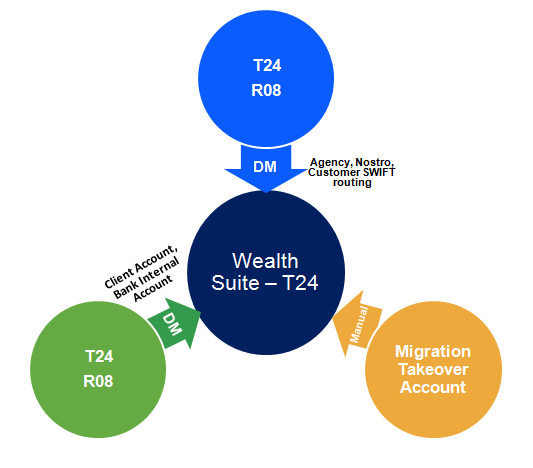 T24
R08
DM
Agency, Nostro,
Customer SWIFT
routing
Wealth
Suite – T24
Client Account,
Bank Internal
Account
DM
T24
R08
Manual
Migration
Takeover
Account